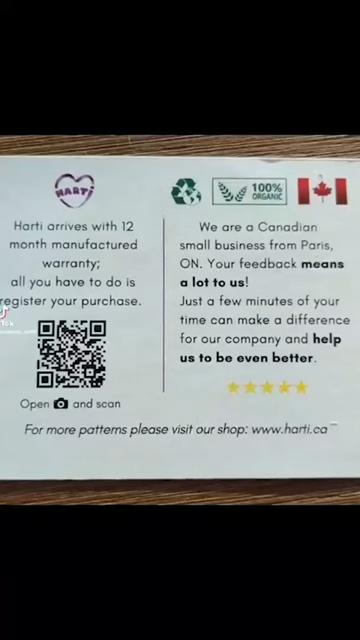 HARTi
Harti arrives with 12
month manufactured
warranty;
all you have to do is
register your purchase.
Open and scan
100%
ORGANIC
We are a Canadian
small business from Paris,
ON. Your feedback means
a lot to us!
Just a few minutes of your
time can make a difference
for our company and help
us to be even better.
For more patterns please visit our shop: www.harti.ca